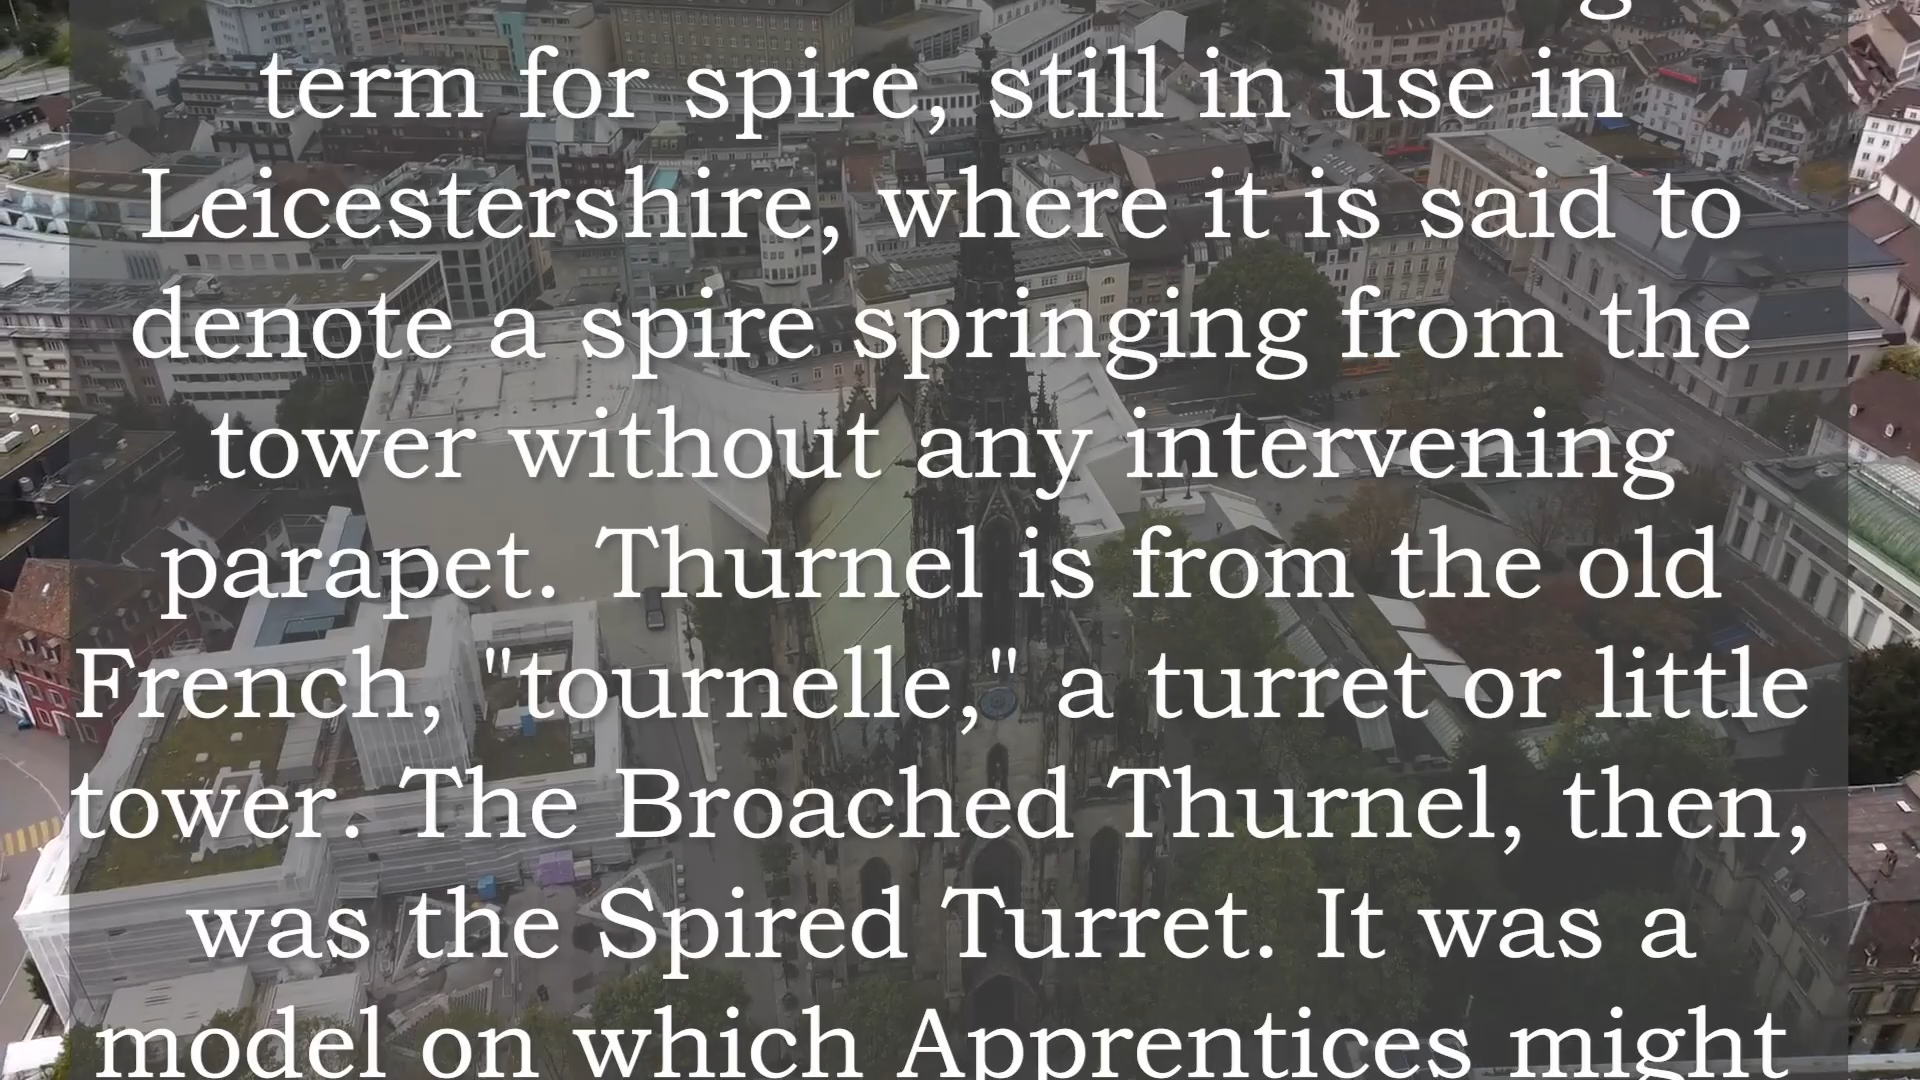 term for spire, still in use in
Leicestershire, where it is said to
denote a spire springing from the
tower without any intervening
parapet. Thurnel is from the old
French, "tournelle," a turret or little
tower. The Broached Thurnel, then,
was the Spired Turret. It was a
model on which Apprentices might